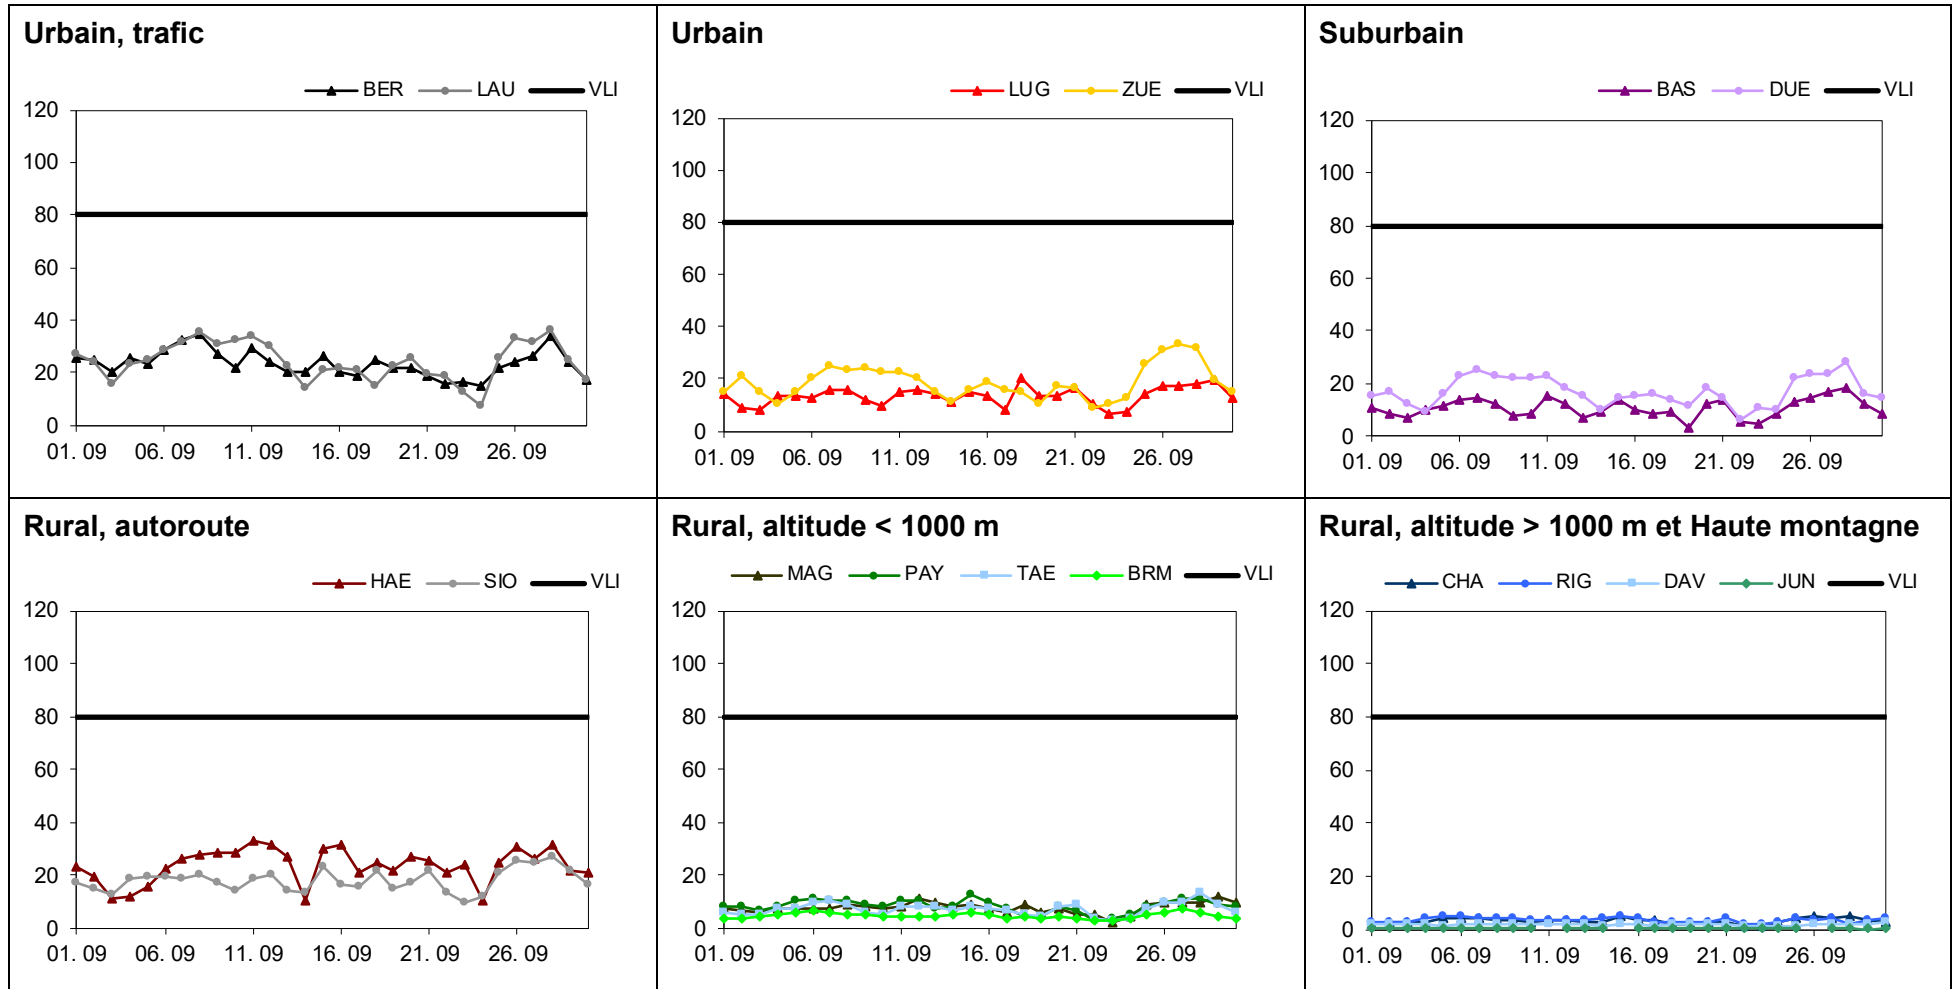 Urbain, trafic
BER LAU VLI
120
100
80
60
40
20
0
01. 09 06. 09 11. 09 16. 09 21. 09 26. 09
Urbain
LUG ZUE VLI
120
100
80
60
40
20
0
01. 09 06. 09 11. 09 16. 09 21. 09 26. 09
Suburbain
BAS DUE VLI
120
100
80
60
40
20
0
01. 09 06. 09 11. 09 16. 09 21. 09 26. 09
Rural, autoroute
HAE SIO VLI
120
100
80
60
40
20
0
01. 09 06. 09 11. 09 16. 09 21. 09 26. 09
Rural, altitude < 1000 m
MAG PAY TAE BRM VLI
120
100
80
60
40
20
0
01. 09 06. 09 11. 09 16. 09 21. 09 26. 09
Rural, altitude > 1000 m et Haute montagne
CHA RIG DAV JUN VLI
120
100
80
60
40
20
0
01. 09 06. 09 11. 09 16. 09 21. 09 26. 09